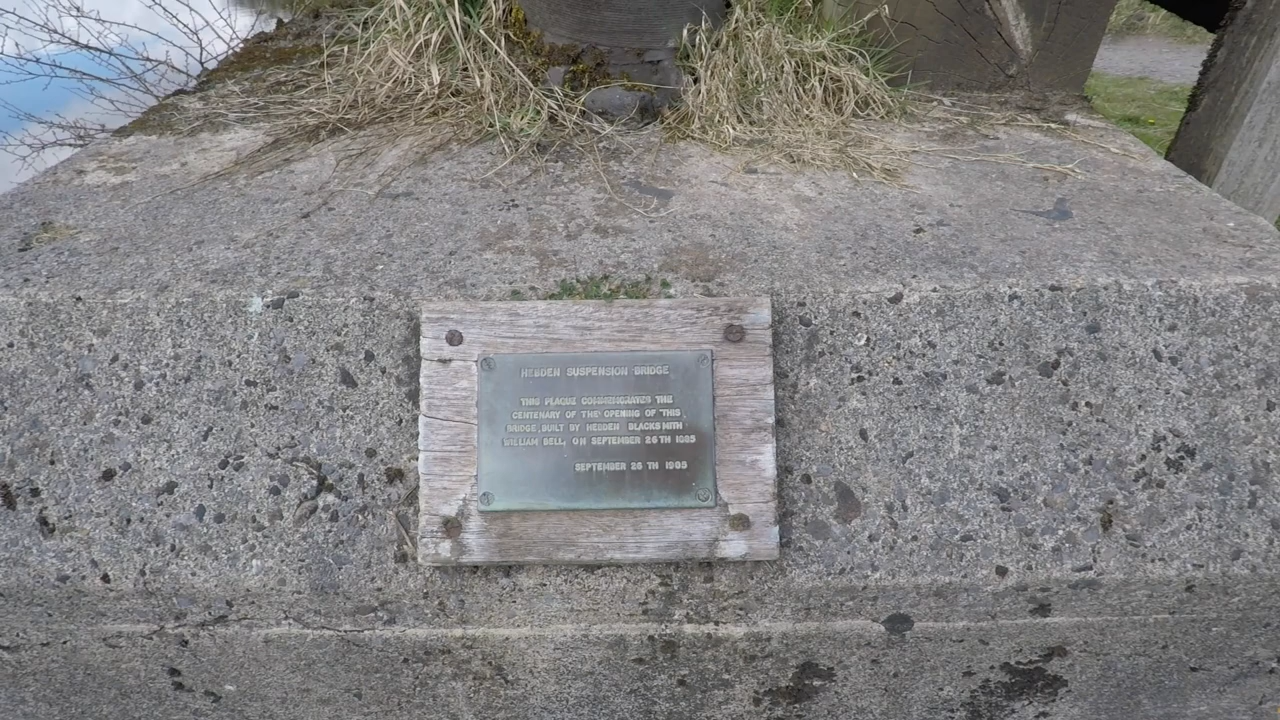 HEBDEN SUSPENSION BRIDGE
THIS PLAQUE COMMEMORATES THE
CENTENARY OF THE OPENING OF THIS
BRIDGE, BUILT BY HEBDEN BLACKSMITH
WILLIAM BELL, ON SEPTEMBER 26TH 1885
SEPTEMBER 26 TH 1985